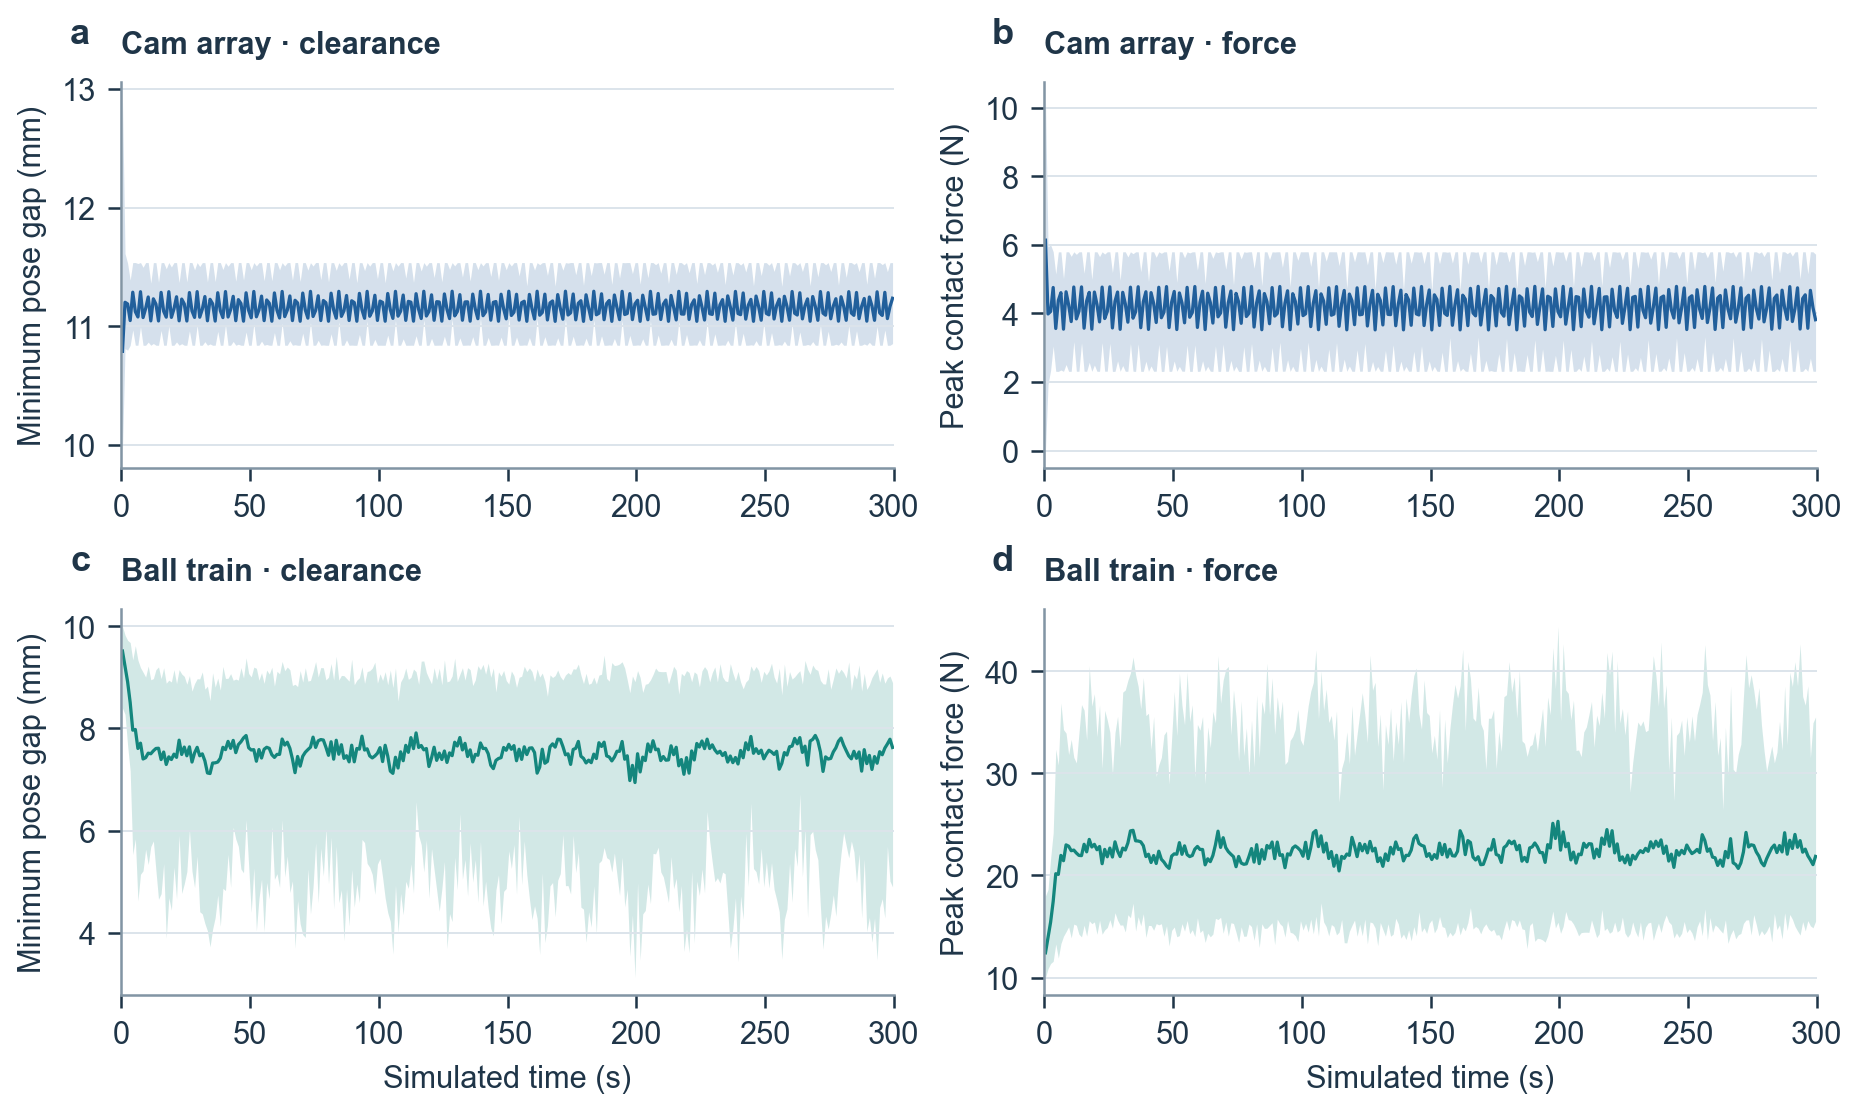 a
Cam array · clearance
Minimum pose gap (mm)
13
12
11
10
0 50 100 150 200 250 300
b
Cam array · force
Peak contact force (N)
10
8
6
4
2
0
0 50 100 150 200 250 300
c
Ball train · clearance
Minimum pose gap (mm)
10
8
6
4
0 50 100 150 200 250 300
Simulated time (s)
d
Ball train · force
Peak contact force (N)
40
30
20
10
0 50 100 150 200 250 300
Simulated time (s)